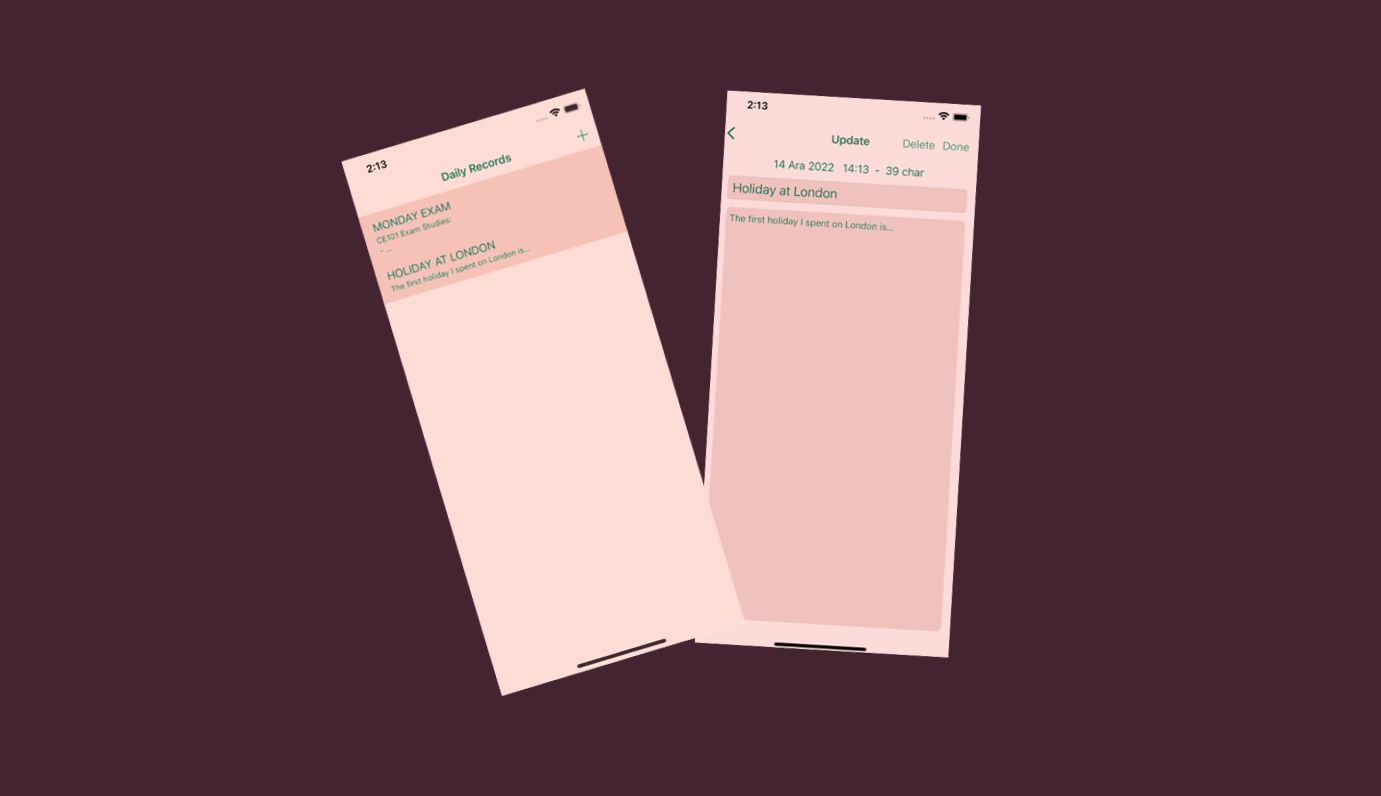 2:13
Daily Records
MONDAY EXAM
CE101 Exam Studies:
- ...
HOLIDAY AT LONDON
The first holiday I spent on London is...
2:13
Update Delete Done
14 Ara 2022 14:13 - 39 char
Holiday at London
The first holiday I spent on London is...